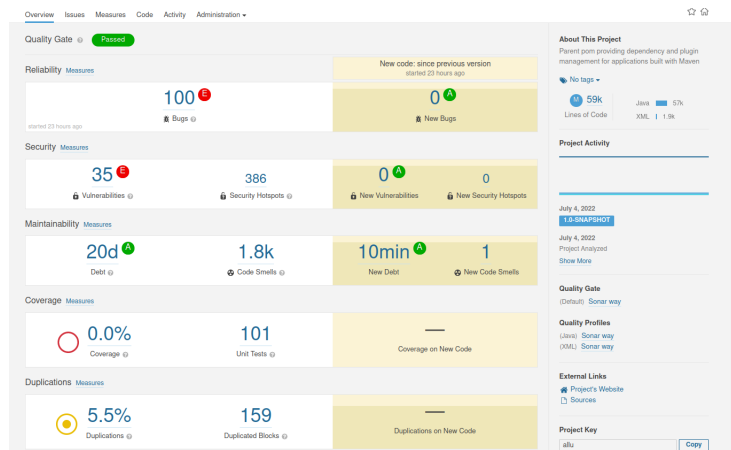 Overview Issues Measures Code Activity Administration
Quality Gate Passed
New code: since previous version
started 23 hours ago
Reliability Measures
100 E
Bugs
started 23 hours ago
0 A
New Bugs
Security Measures
35 E
Vulnerabilities
386
Security Hotspots
0 A
New Vulnerabilities
0
New Security Hotspots
Maintainability Measures
20d A
Debt
1.8k
Code Smells
10min A
New Debt
1
New Code Smells
Coverage Measures
0.0%
Coverage
101
Unit Tests
—
Coverage on New Code
Duplications Measures
5.5%
Duplications
159
Duplicated Blocks
—
Duplications on New Code
About This Project
Parent pom providing dependency and plugin
management for applications built with Maven
No tags
M 59k
Lines of Code
Java 57k
XML 1.9k
Project Activity
July 4, 2022
1.0-SNAPSHOT
July 4, 2022
Project Analyzed
Show More
Quality Gate
(Default) Sonar way
Quality Profiles
(Java) Sonar way
(XML) Sonar way
External Links
Project's Website
Sources
Project Key
allu Copy